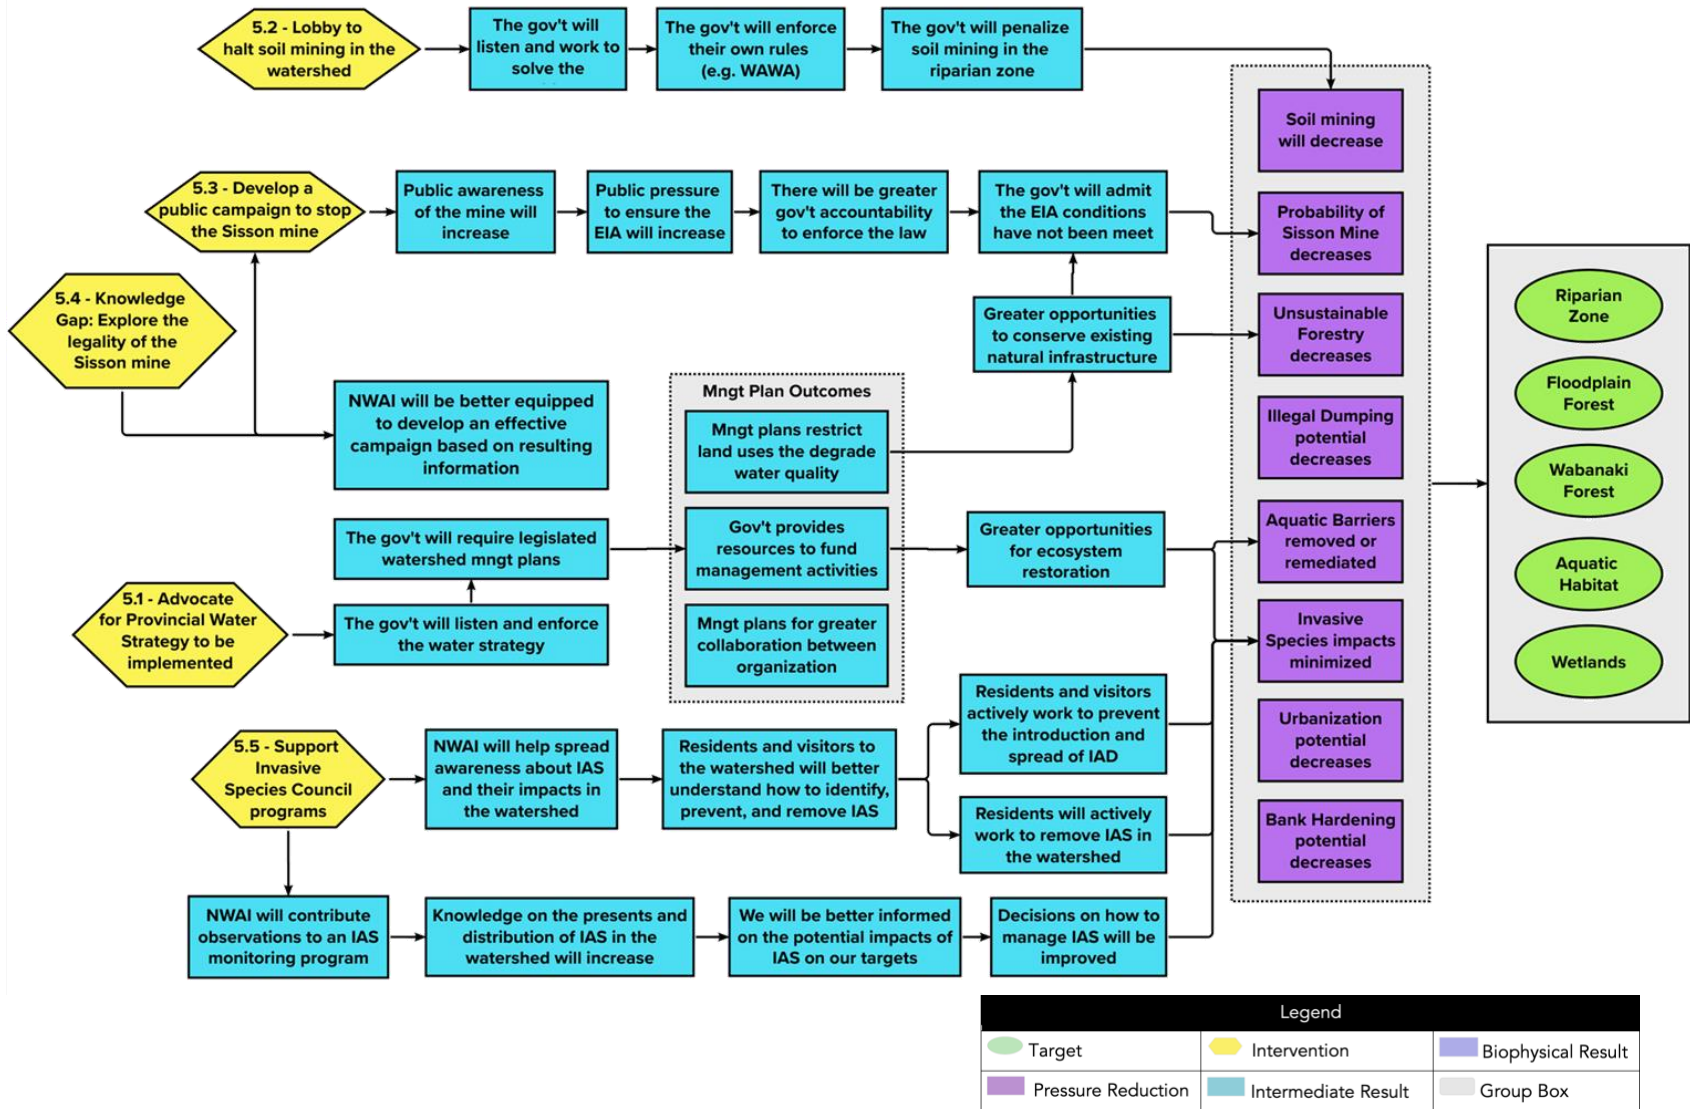 5.2 - Lobby to
halt soil mining in the
watershed
The gov't will
listen and work to
solve the
The gov't will enforce
their own rules
(e.g. WAWA)
The gov't will penalize
soil mining in the
riparian zone
Soil mining
will decrease
5.3 - Develop a
public campaign to stop
the Sisson mine
Public awareness
of the mine will
increase
Public pressure
to ensure the
EIA will increase
There will be greater
gov't accountability
to enforce the law
The gov't will admit
the EIA conditions
have not been meet
Probability of
Sisson Mine
decreases
5.4 - Knowledge
Gap: Explore the
legality of the
Sisson mine
Greater opportunities
to conserve existing
natural infrastructure
Unsustainable
Forestry
decreases
Riparian
Zone
NWAI will be better equipped
to develop an effective
campaign based on resulting
information
Mngt Plan Outcomes
Mngt plans restrict
land uses the degrade
water quality
Illegal Dumping
potential
decreases
Floodplain
Forest
The gov't will require legislated
watershed mngt plans
Gov't provides
resources to fund
management activities
Greater opportunities
for ecosystem
restoration
Aquatic Barriers
removed or
remediated
Wabanaki
Forest
5.1 - Advocate
for Provincial Water
Strategy to be
implemented
The gov't will listen and enforce
the water strategy
Mngt plans for greater
collaboration between
organization
Invasive
Species impacts
minimized
Aquatic
Habitat
Wetlands
5.5 - Support
Invasive
Species Council
programs
NWAI will help spread
awareness about IAS
and their impacts in
the watershed
Residents and visitors to
the watershed will better
understand how to identify,
prevent, and remove IAS
Residents and visitors
actively work to prevent
the introduction and
spread of IAD
Urbanization
potential
decreases
Residents will actively
work to remove IAS in
the watershed
Bank Hardening
potential
decreases
NWAI will contribute
observations to an IAS
monitoring program
Knowledge on the presents and
distribution of IAS in the
watershed will increase
We will be better informed
on the potential impacts of
IAS on our targets
Decisions on how to
manage IAS will be
improved
Legend
Target
Intervention
Biophysical Result
Pressure Reduction
Intermediate Result
Group Box